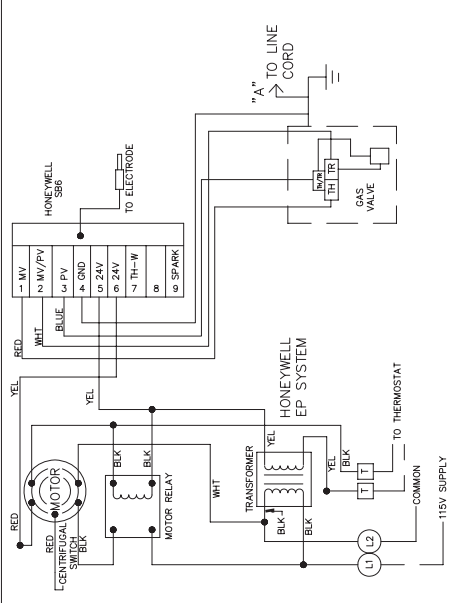 "A"
TO LINE
CORD
HONEYWELL
SB6
TO ELECTRODE
MV
1
MV/PV
2
PV
3
GND
4
24V
5
24V
6
TH-W
7
8
SPARK
9
TH/TR
TH
TR
GAS
VALVE
RED
WHT
BLUE
YEL
YEL
HONEYWELL
EP SYSTEM
RED
MOTOR
RED
CENTRIFUGAL
SWITCH
BLK
BLK
BLK
MOTOR RELAY
WHT
TRANSFORMER
YEL
BLK
BLK
YEL
BLK
T
T
TO THERMOSTAT
L2
L1
COMMON
115V SUPPLY